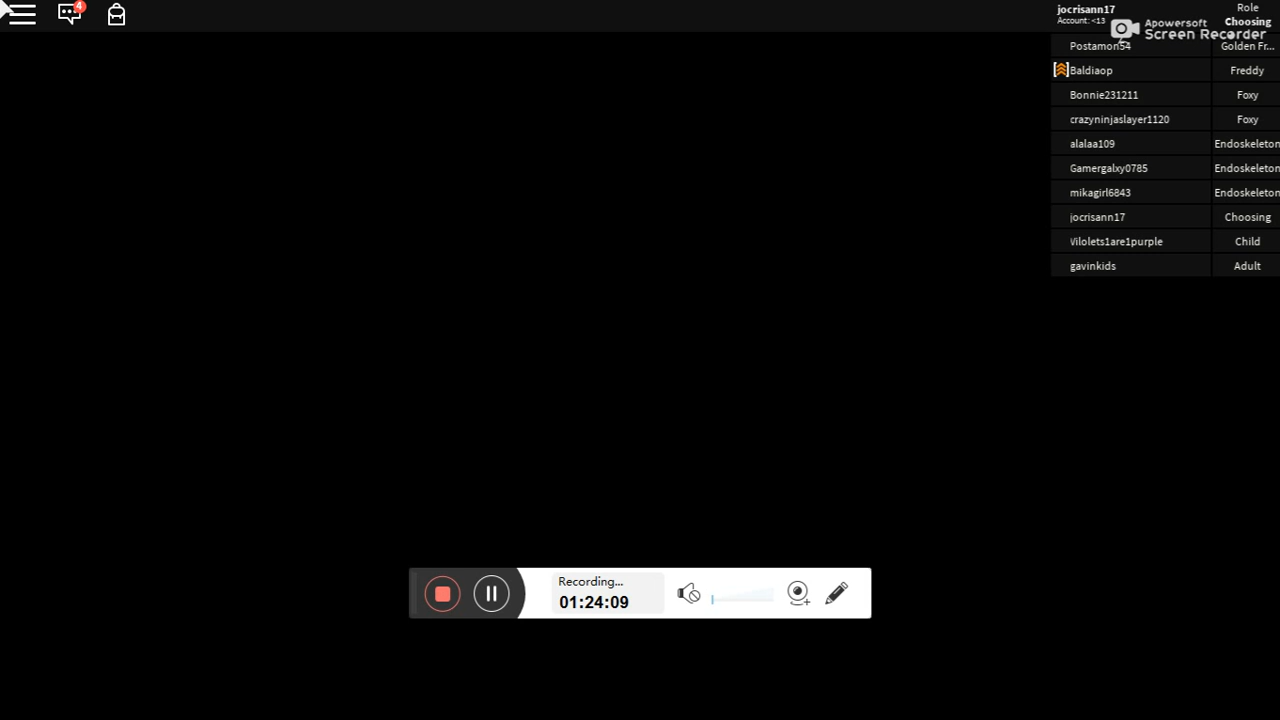 4
jocrisann17 Role
Account: <13 Choosing
Apowersoft
Screen Recorder
Postamon54 Golden Fr...
Baldiaop Freddy
Bonnie231211 Foxy
crazyninjaslayer1120 Foxy
alalaa109 Endoskeleton
Gamergalxy0785 Endoskeleton
mikagirl6843 Endoskeleton
jocrisann17 Choosing
Vilolets1are1purple Child
gavinkids Adult
Recording...
01:24:09